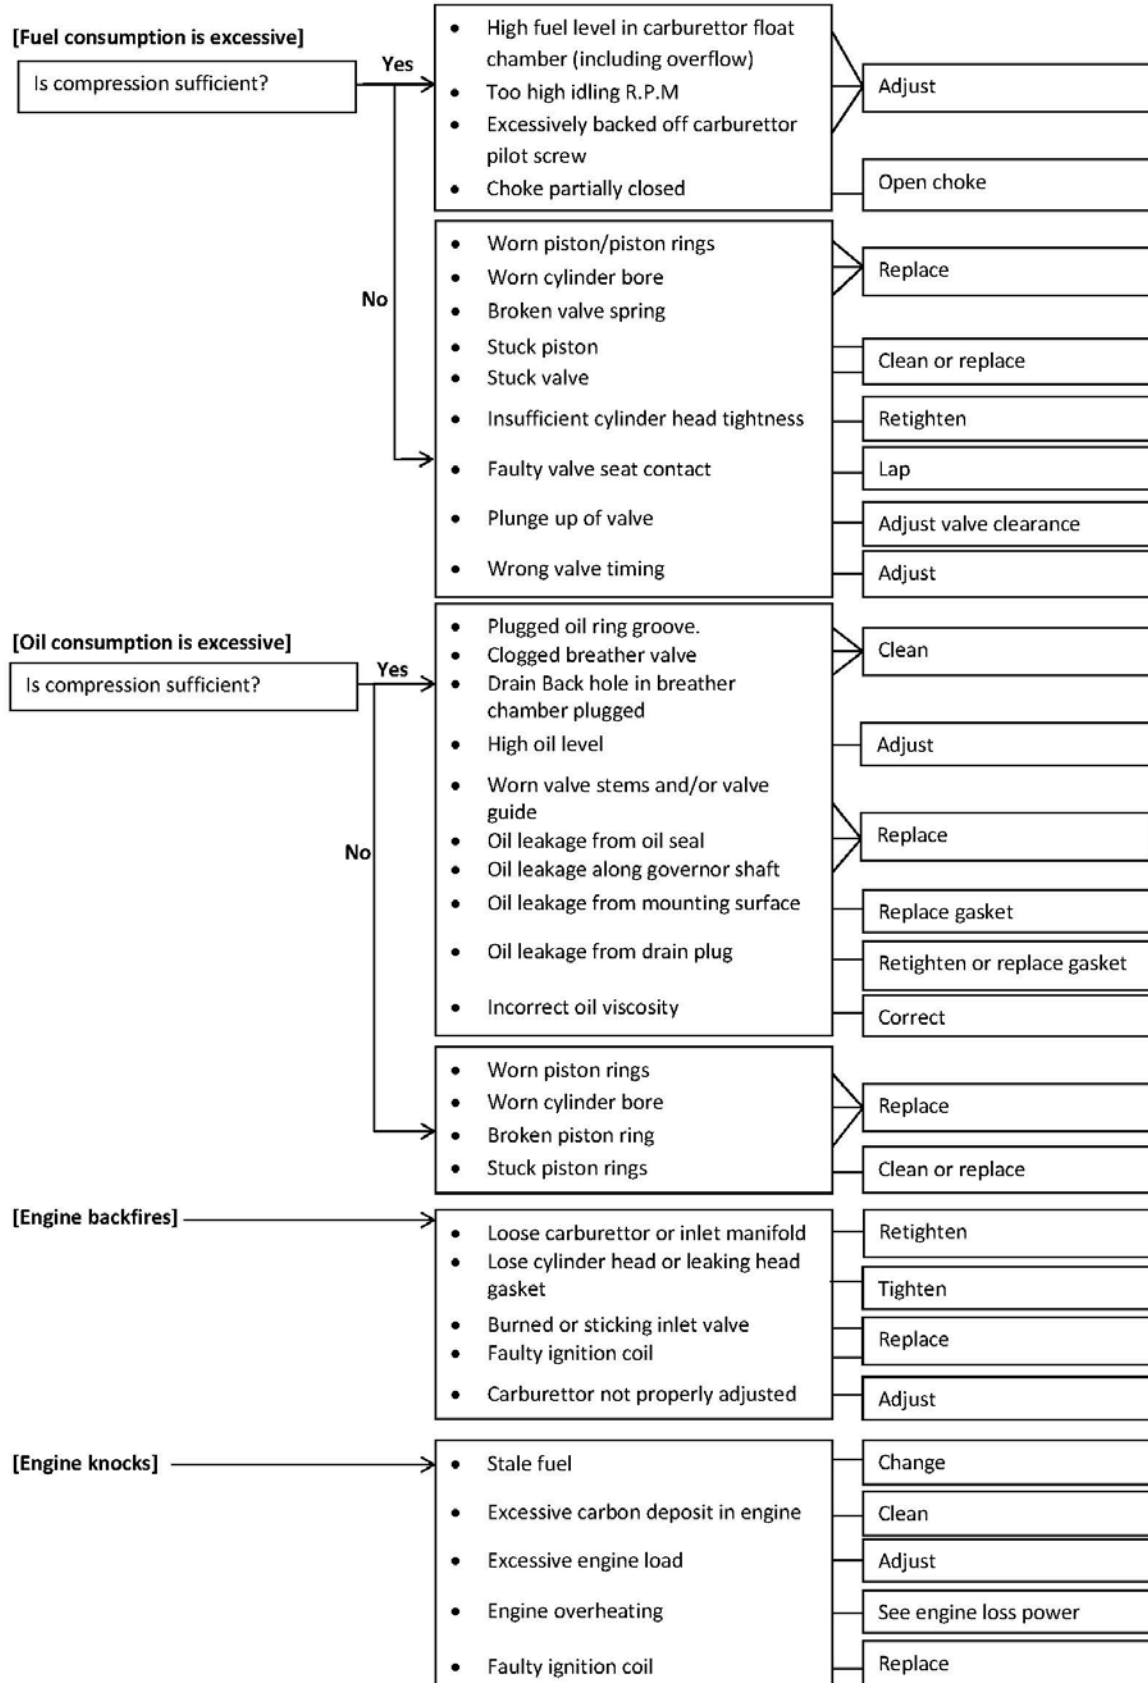 [Fuel consumption is excessive]
Is compression sufficient?
Yes
No
• High fuel level in carburettor float
chamber (including overflow)
• Too high idling R.P.M
• Excessively backed off carburettor
pilot screw
• Choke partially closed
Adjust
Open choke
• Worn piston/piston rings
• Worn cylinder bore
• Broken valve spring
• Stuck piston
• Stuck valve
• Insufficient cylinder head tightness
• Faulty valve seat contact
• Plunge up of valve
• Wrong valve timing
Replace
Clean or replace
Retighten
Lap
Adjust valve clearance
Adjust
[Oil consumption is excessive]
Is compression sufficient?
Yes
No
• Plugged oil ring groove.
• Clogged breather valve
• Drain Back hole in breather
chamber plugged
• High oil level
• Worn valve stems and/or valve
guide
• Oil leakage from oil seal
• Oil leakage along governor shaft
• Oil leakage from mounting surface
• Oil leakage from drain plug
• Incorrect oil viscosity
Clean
Adjust
Replace
Replace gasket
Retighten or replace gasket
Correct
• Worn piston rings
• Worn cylinder bore
• Broken piston ring
• Stuck piston rings
Replace
Clean or replace
[Engine backfires]
• Loose carburettor or inlet manifold
• Lose cylinder head or leaking head
gasket
• Burned or sticking inlet valve
• Faulty ignition coil
• Carburettor not properly adjusted
Retighten
Tighten
Replace
Adjust
[Engine knocks]
• Stale fuel
• Excessive carbon deposit in engine
• Excessive engine load
• Engine overheating
• Faulty ignition coil
Change
Clean
Adjust
See engine loss power
Replace